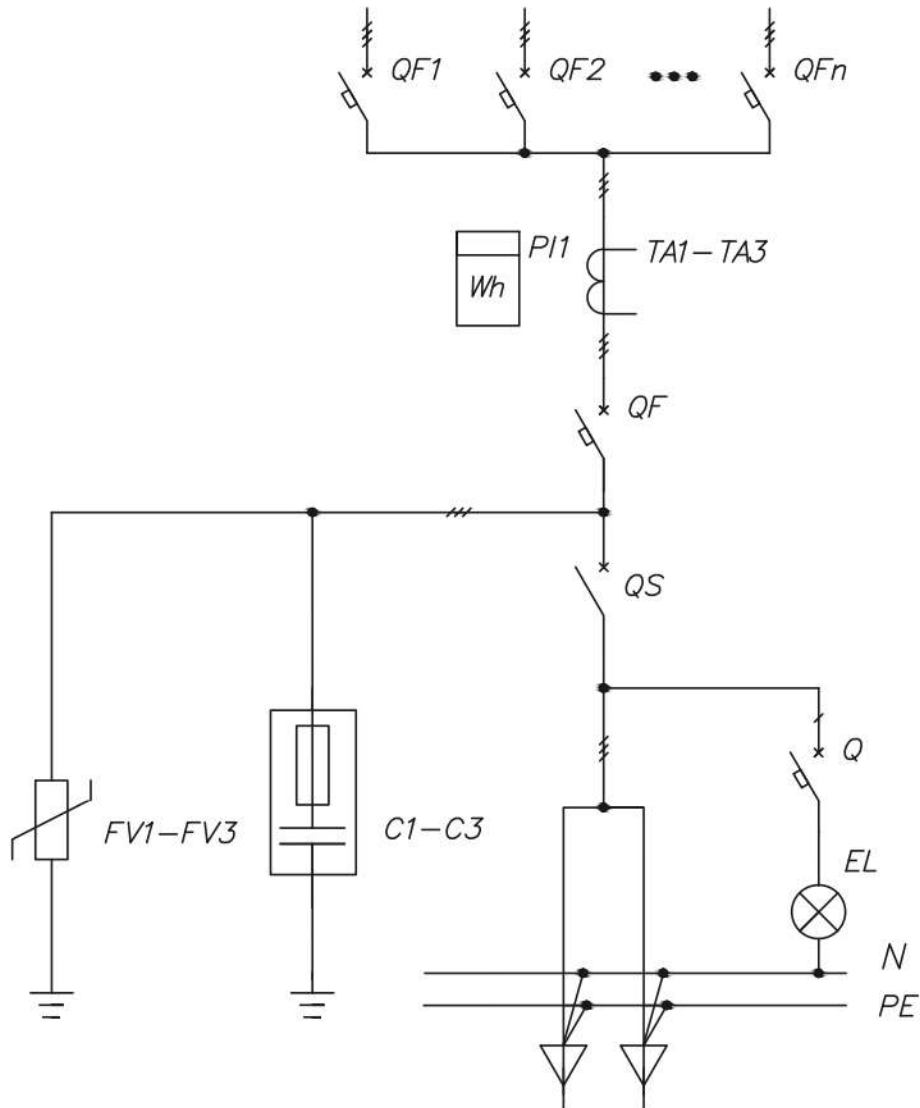 QF1 QF2 QFn
PI1 TA1-TA3
Wh
QF
QS
Q
FV1-FV3 C1-C3
EL
N
PE